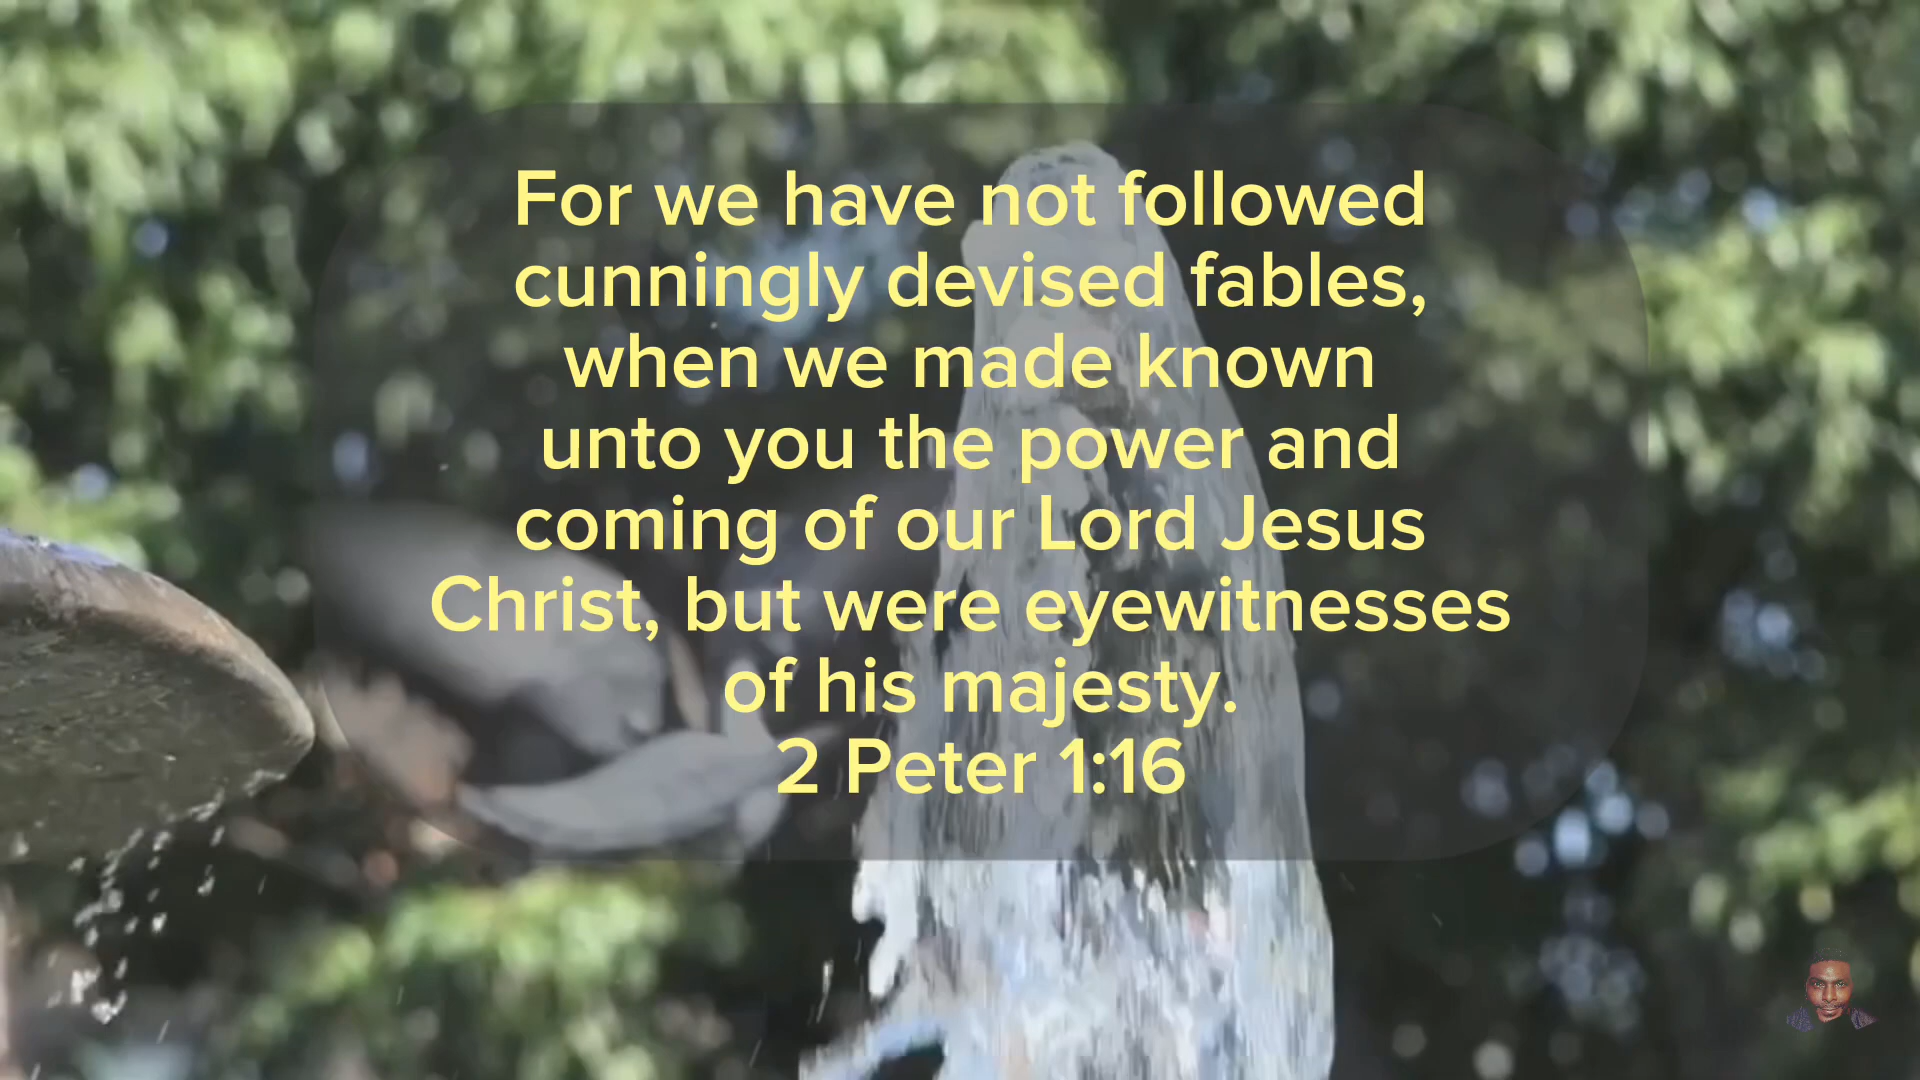 For we have not followed
cunningly devised fables,
when we made known
unto you the power and
coming of our Lord Jesus
Christ, but were eyewitnesses
of his majesty.
2 Peter 1:16